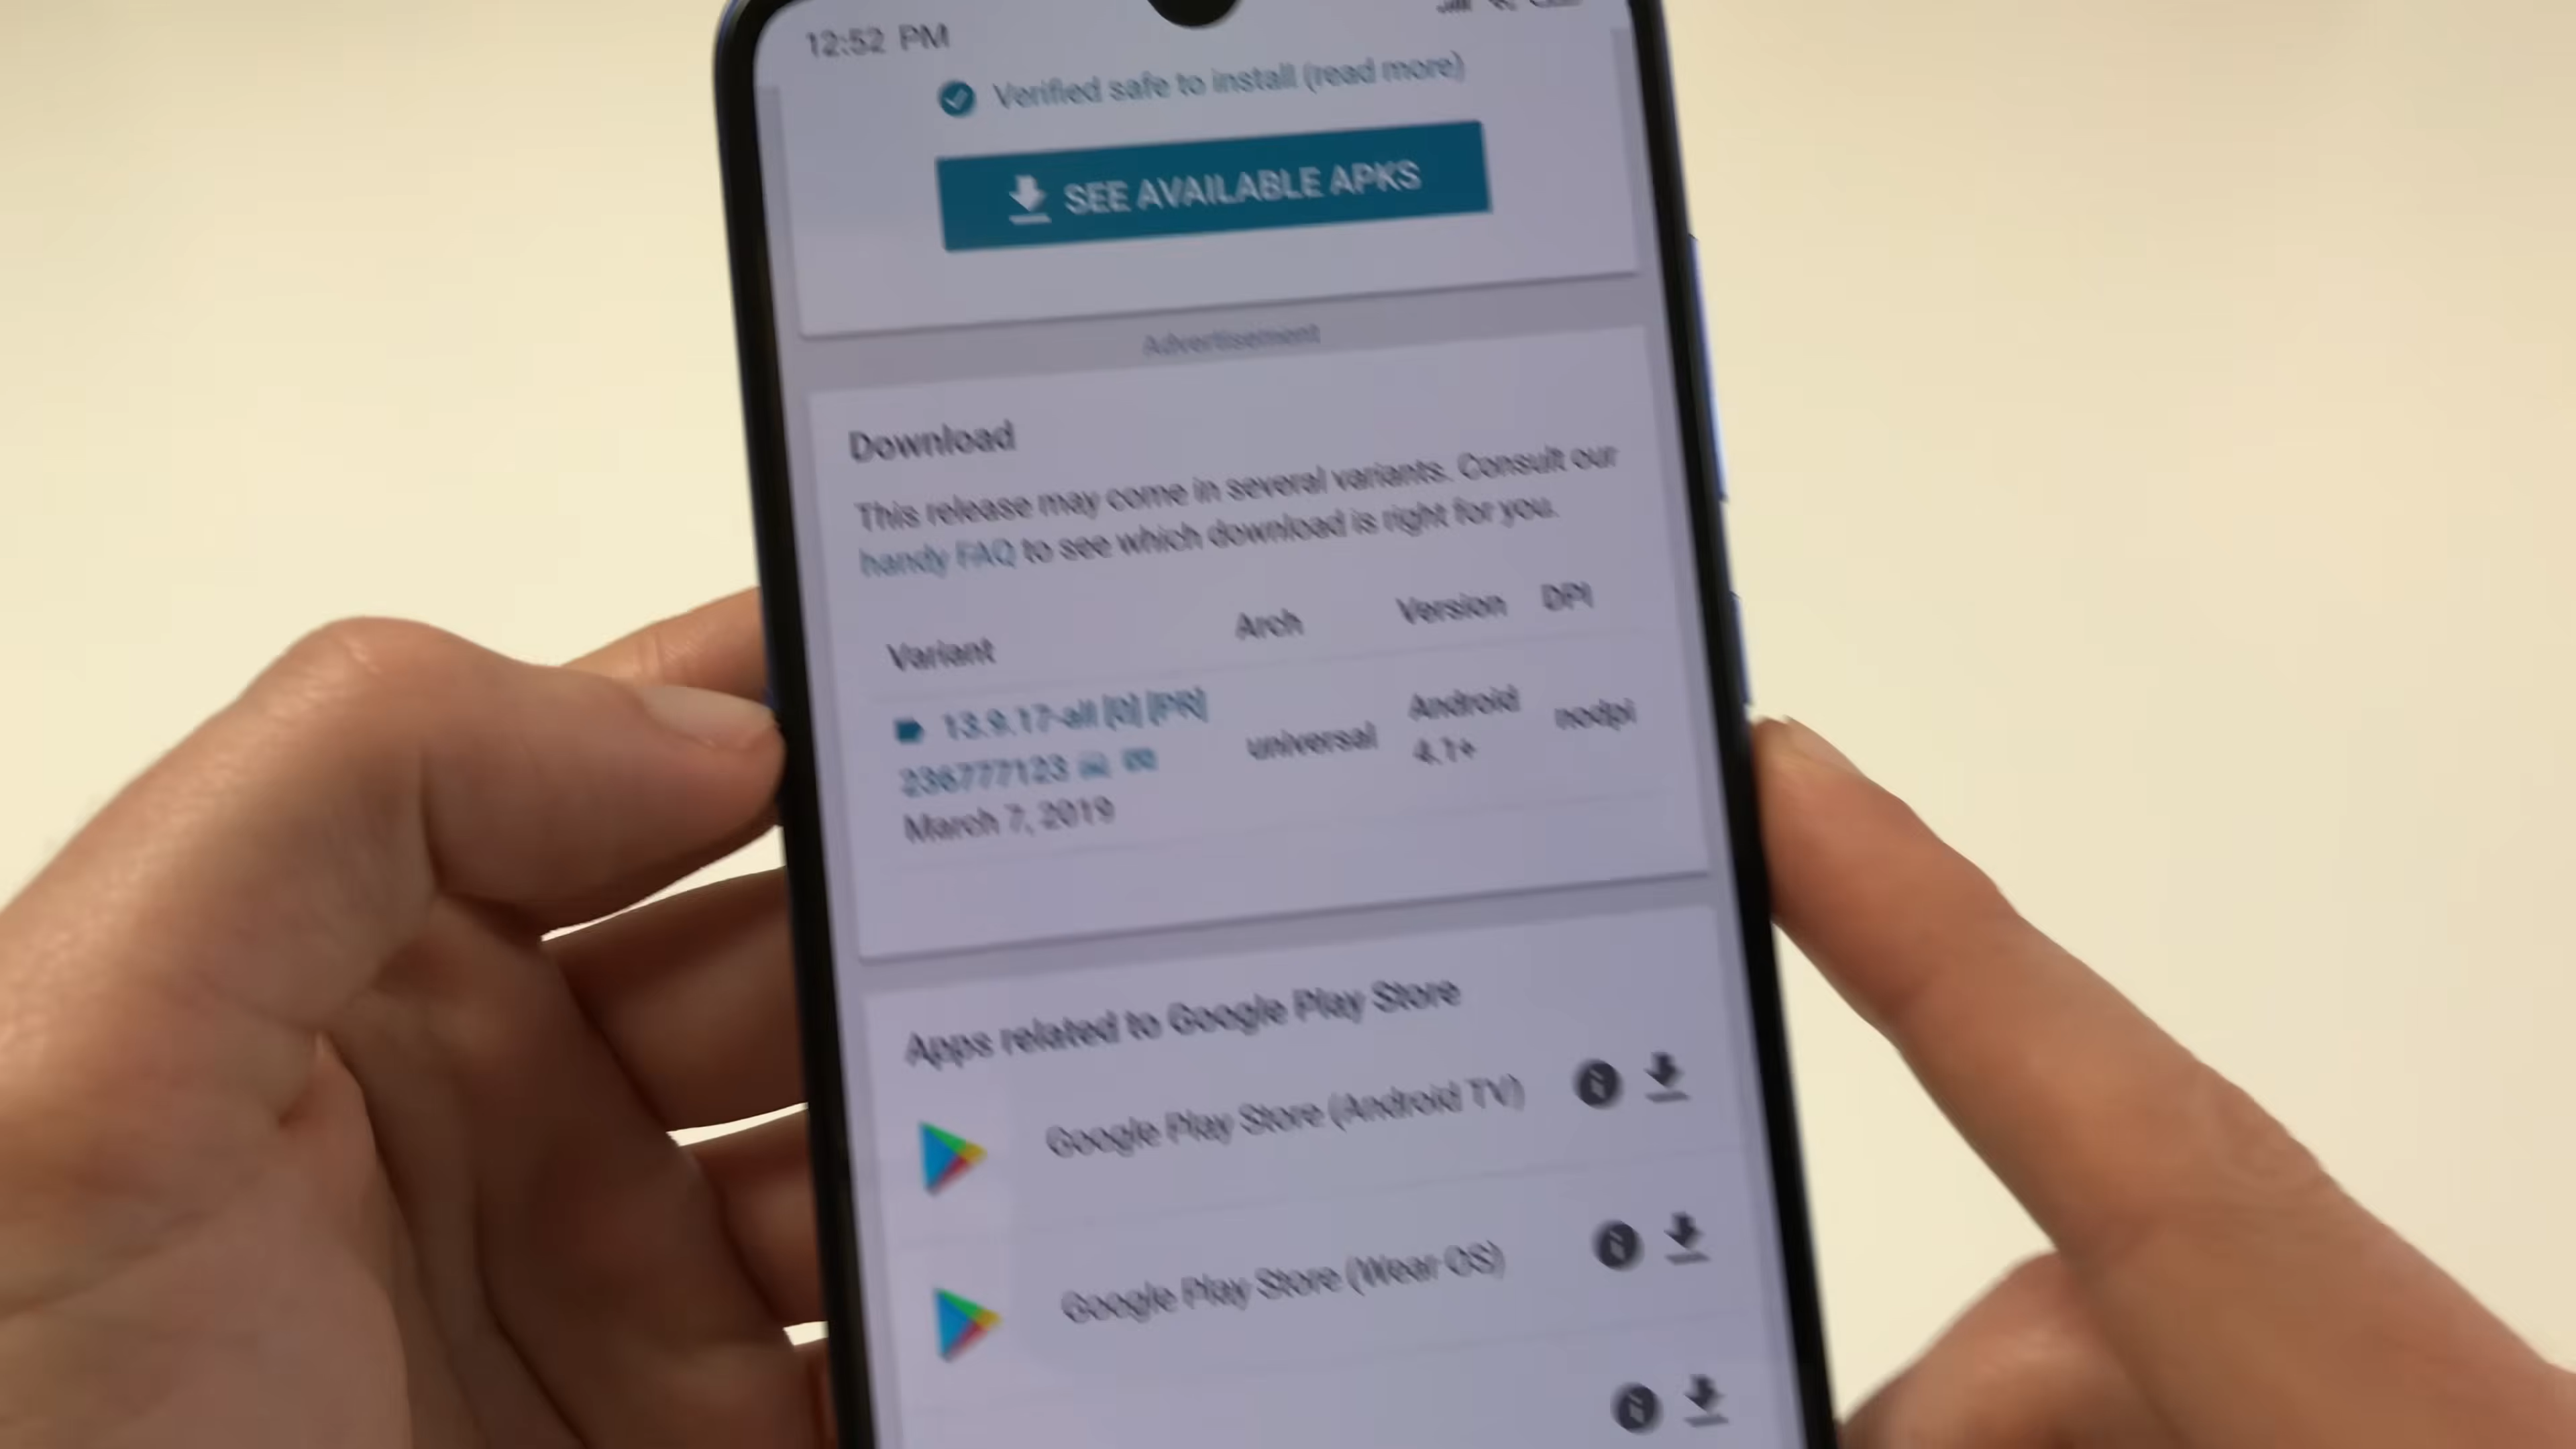 12:52 PM
Verified safe to install (read more)
SEE AVAILABLE APKS
Advertisement
Download
This release may come in several variants. Consult our
handy FAQ to see which download is right for you.
Variant Arch Version DPI
13.9.17-all [0] [PR]
236777123
March 7, 2019
universal
Android
4.1+
nodpi
Apps related to Google Play Store
Google Play Store (Android TV)
Google Play Store (Wear OS)